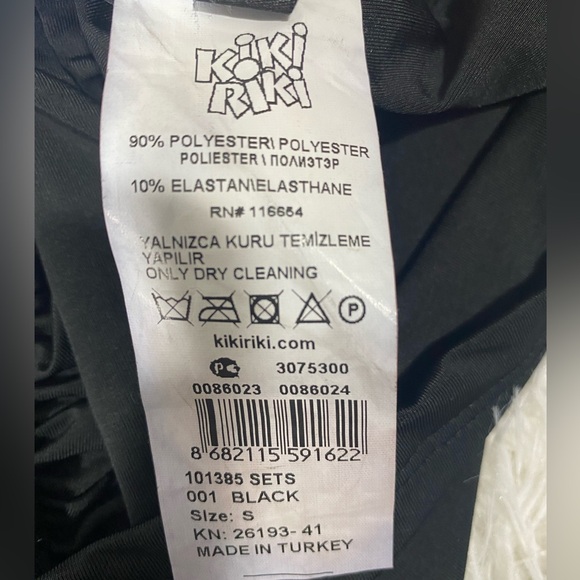 KiKi
RiKi
90% POLYESTER\ POLYESTER
POLIESTER \ ПОЛИЭТЭР
10% ELASTAN\ELASTHANE
RN# 116654
YALNIZCA KURU TEMİZLEME
YAPILIR
ONLY DRY CLEANING
P
kikiriki.com
PC 3075300
0086023 0086024
8 682115 591622
101385 SETS
001 BLACK
Size: S
KN: 26193-41
MADE IN TURKEY